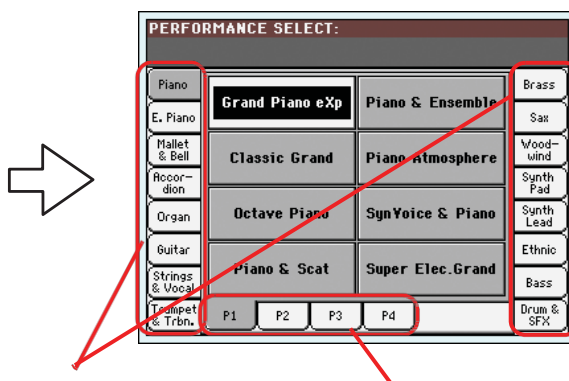 PERFORMANCE SELECT:
Piano
E. Piano
Mallet
& Bell
Accor-
dion
Organ
Guitar
Strings
& Vocal
Trumpet
& Trbn.
Grand Piano eXp
Piano & Ensemble
Classic Grand
Piano Atmosphere
Octave Piano
SynVoice & Piano
Piano & Scat
Super Elec.Grand
Brass
Sax
Wood-
wind
Synth
Pad
Synth
Lead
Ethnic
Bass
Drum &
SFX
P1
P2
P3
P4